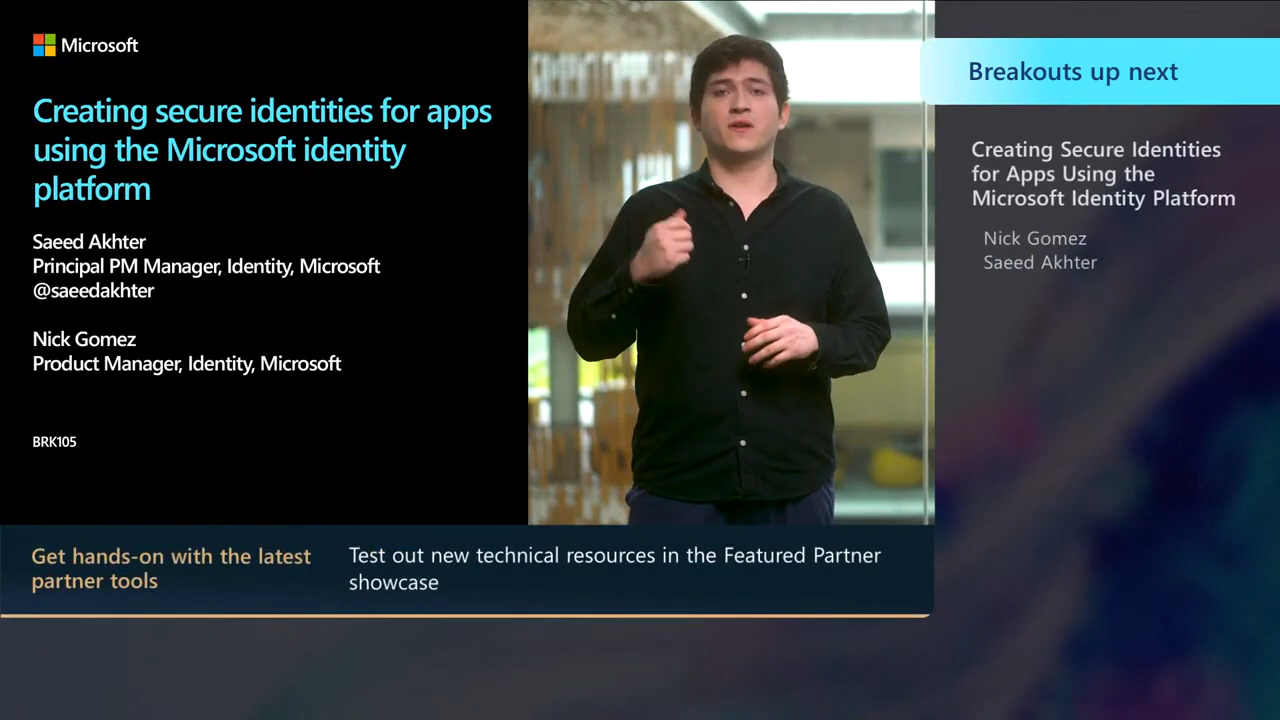 Microsoft
Creating secure identities for apps
using the Microsoft identity
platform
Saeed Akhter
Principal PM Manager, Identity, Microsoft
@saeedakhter
Nick Gomez
Product Manager, Identity, Microsoft
BRK105
Breakouts up next
Creating Secure Identities
for Apps Using the
Microsoft Identity Platform
Nick Gomez
Saeed Akhter
Get hands-on with the latest
partner tools
Test out new technical resources in the Featured Partner
showcase